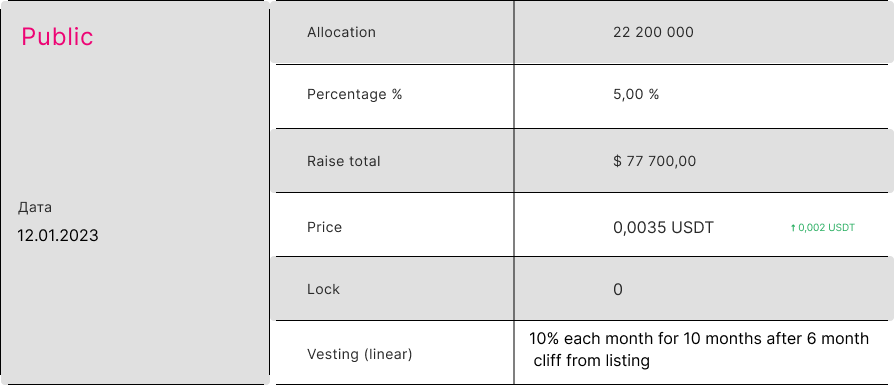 Public
Дата
12.01.2023
Allocation 22 200 000
Percentage % 5,00 %
Raise total $ 77 700,00
Price 0,0035 USDT ↑ 0,002 USDT
Lock 0
Vesting (linear) 10% each month for 10 months after 6 month
cliff from listing